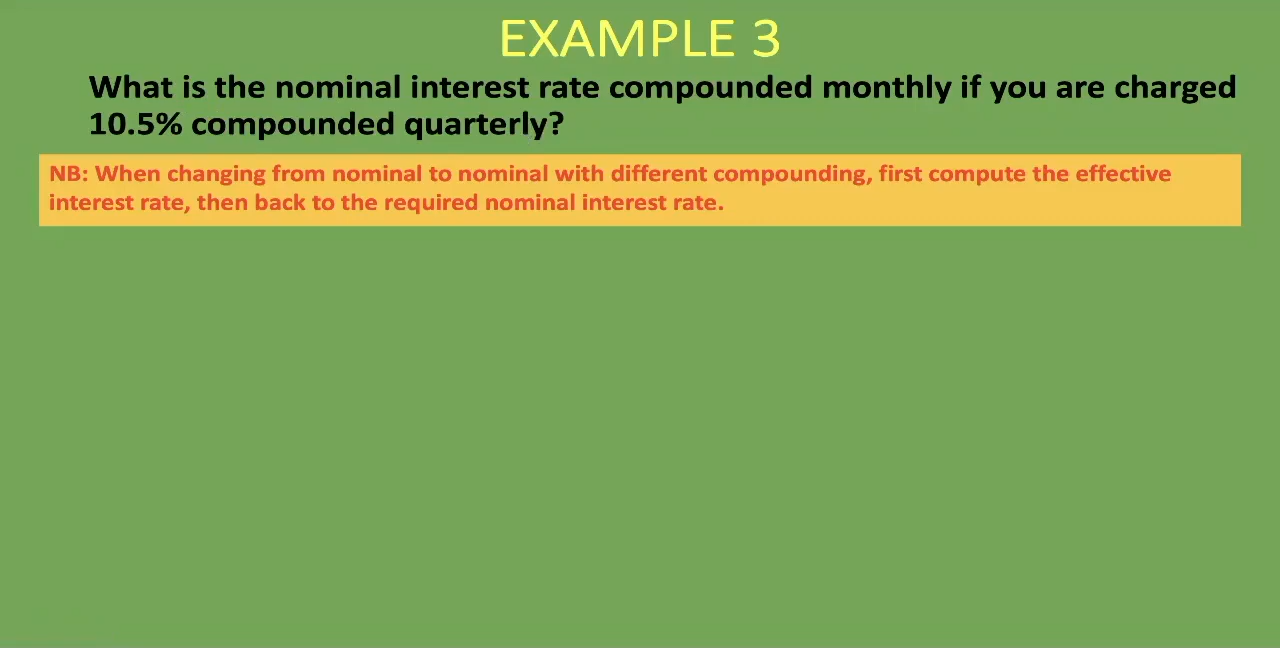 EXAMPLE 3
What is the nominal interest rate compounded monthly if you are charged
10.5% compounded quarterly?
NB: When changing from nominal to nominal with different compounding, first compute the effective
interest rate, then back to the required nominal interest rate.